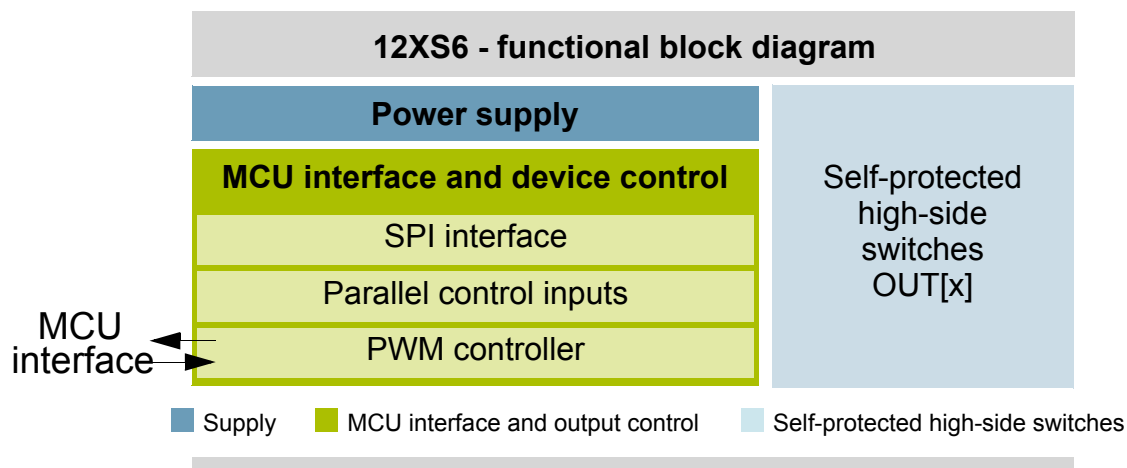 12XS6 - functional block diagram
Power supply
MCU interface and device control
SPI interface
Parallel control inputs
PWM controller
Self-protected
high-side
switches
OUT[x]
MCU
interface
Supply
MCU interface and output control
Self-protected high-side switches